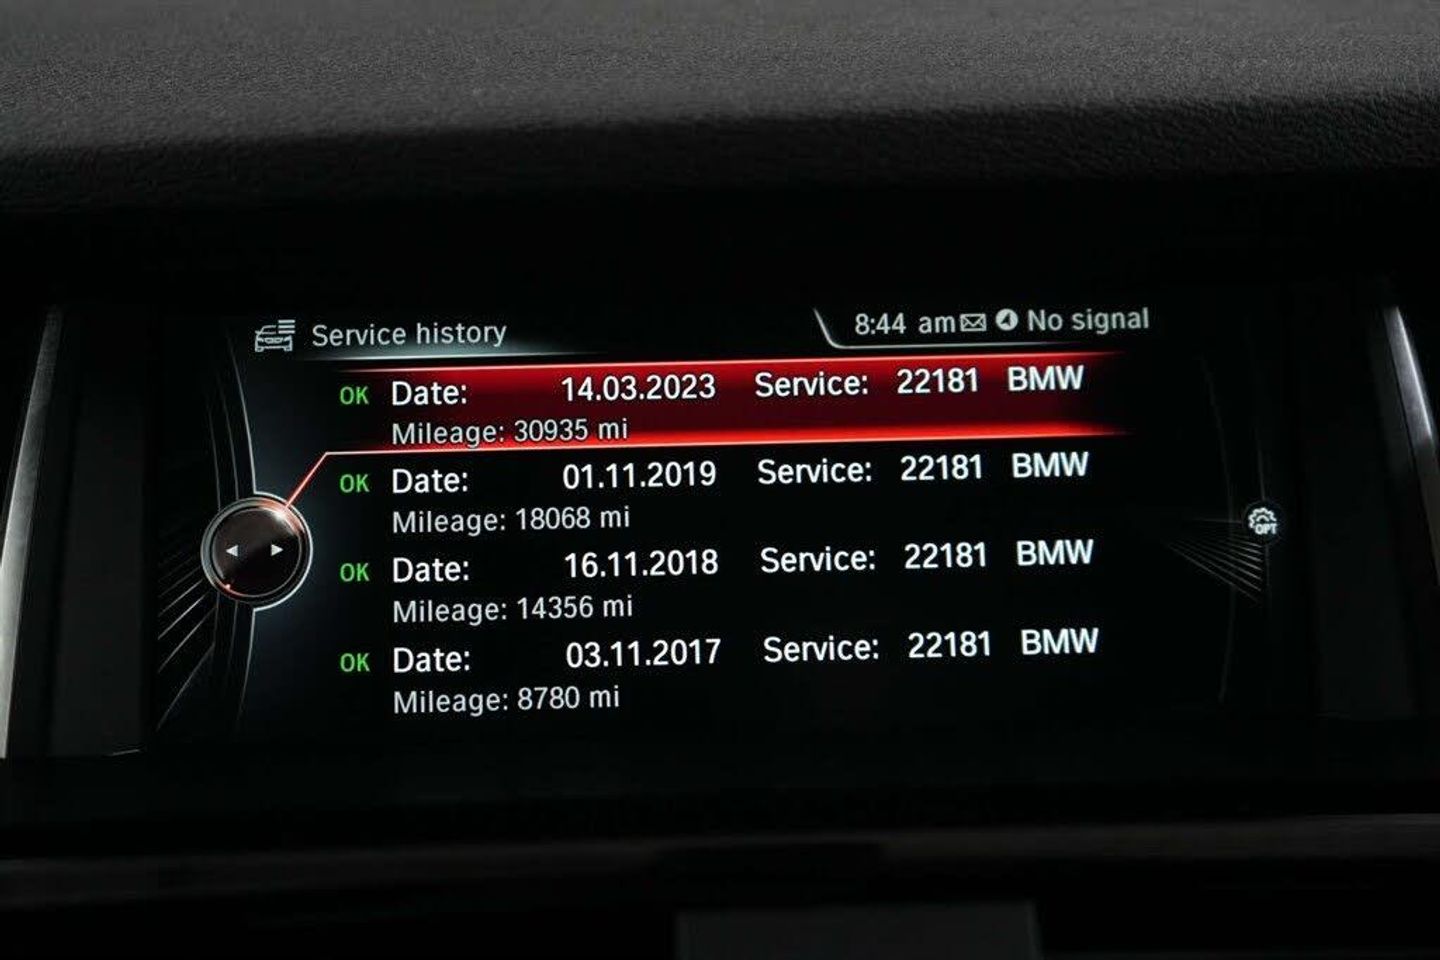 Service history
8:44 am No signal
OK Date: 14.03.2023 Service: 22181 BMW
Mileage: 30935 mi
OK Date: 01.11.2019 Service: 22181 BMW
Mileage: 18068 mi
OK Date: 16.11.2018 Service: 22181 BMW
Mileage: 14356 mi
OK Date: 03.11.2017 Service: 22181 BMW
Mileage: 8780 mi
OPT